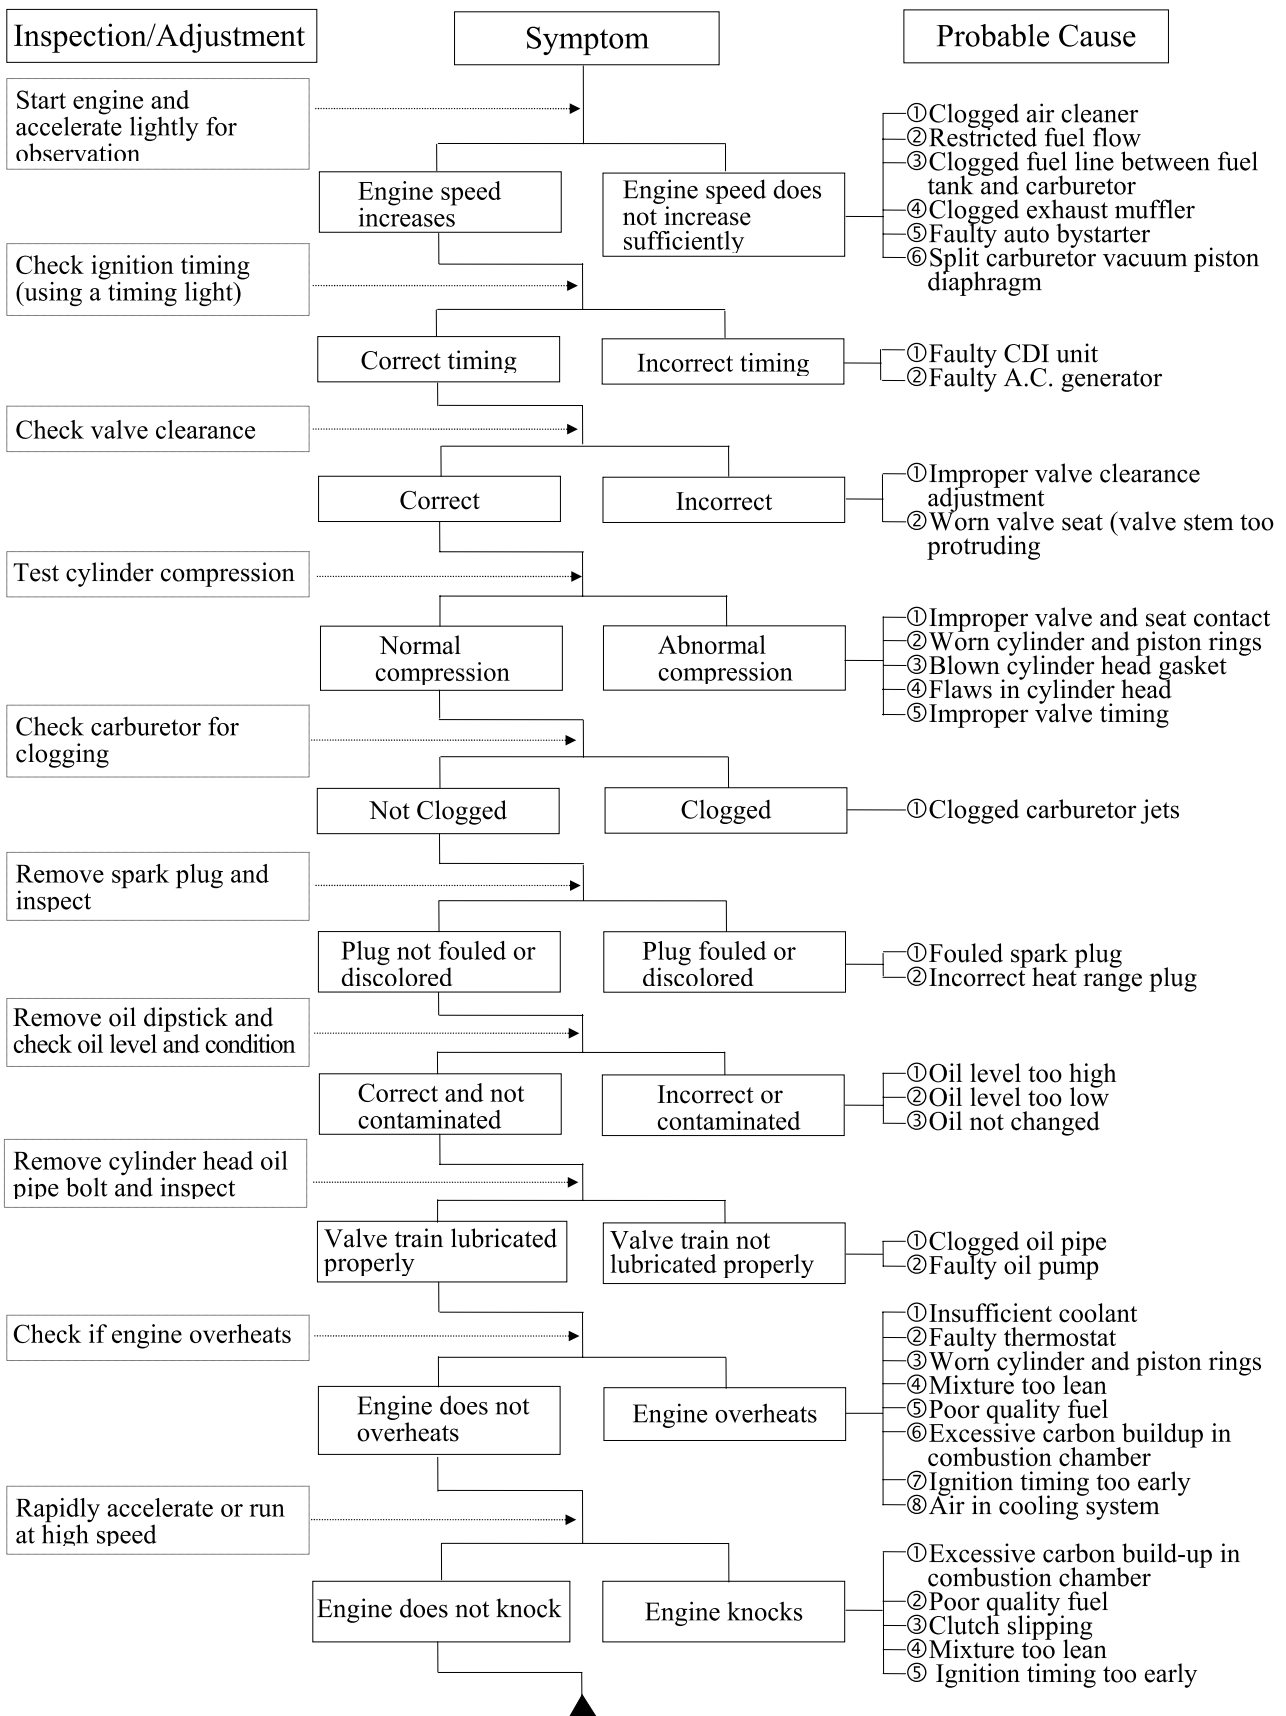 Inspection/Adjustment
Symptom
Probable Cause
Start engine and
accelerate lightly for
observation
Engine speed
increases
Engine speed does
not increase
sufficiently
①Clogged air cleaner
②Restricted fuel flow
③Clogged fuel line between fuel
tank and carburetor
④Clogged exhaust muffler
⑤Faulty auto bystarter
⑥Split carburetor vacuum piston
diaphragm
Check ignition timing
(using a timing light)
Correct timing
Incorrect timing
①Faulty CDI unit
②Faulty A.C. generator
Check valve clearance
Correct
Incorrect
①Improper valve clearance
adjustment
②Worn valve seat (valve stem too
protruding
Test cylinder compression
Normal
compression
Abnormal
compression
①Improper valve and seat contact
②Worn cylinder and piston rings
③Blown cylinder head gasket
④Flaws in cylinder head
⑤Improper valve timing
Check carburetor for
clogging
Not Clogged
Clogged
①Clogged carburetor jets
Remove spark plug and
inspect
Plug not fouled or
discolored
Plug fouled or
discolored
①Fouled spark plug
②Incorrect heat range plug
Remove oil dipstick and
check oil level and condition
Correct and not
contaminated
Incorrect or
contaminated
①Oil level too high
②Oil level too low
③Oil not changed
Remove cylinder head oil
pipe bolt and inspect
Valve train lubricated
properly
Valve train not
lubricated properly
①Clogged oil pipe
②Faulty oil pump
Check if engine overheats
Engine does not
overheats
Engine overheats
①Insufficient coolant
②Faulty thermostat
③Worn cylinder and piston rings
④Mixture too lean
⑤Poor quality fuel
⑥Excessive carbon buildup in
combustion chamber
⑦Ignition timing too early
⑧Air in cooling system
Rapidly accelerate or run
at high speed
Engine does not knock
Engine knocks
①Excessive carbon build-up in
combustion chamber
②Poor quality fuel
③Clutch slipping
④Mixture too lean
⑤ Ignition timing too early